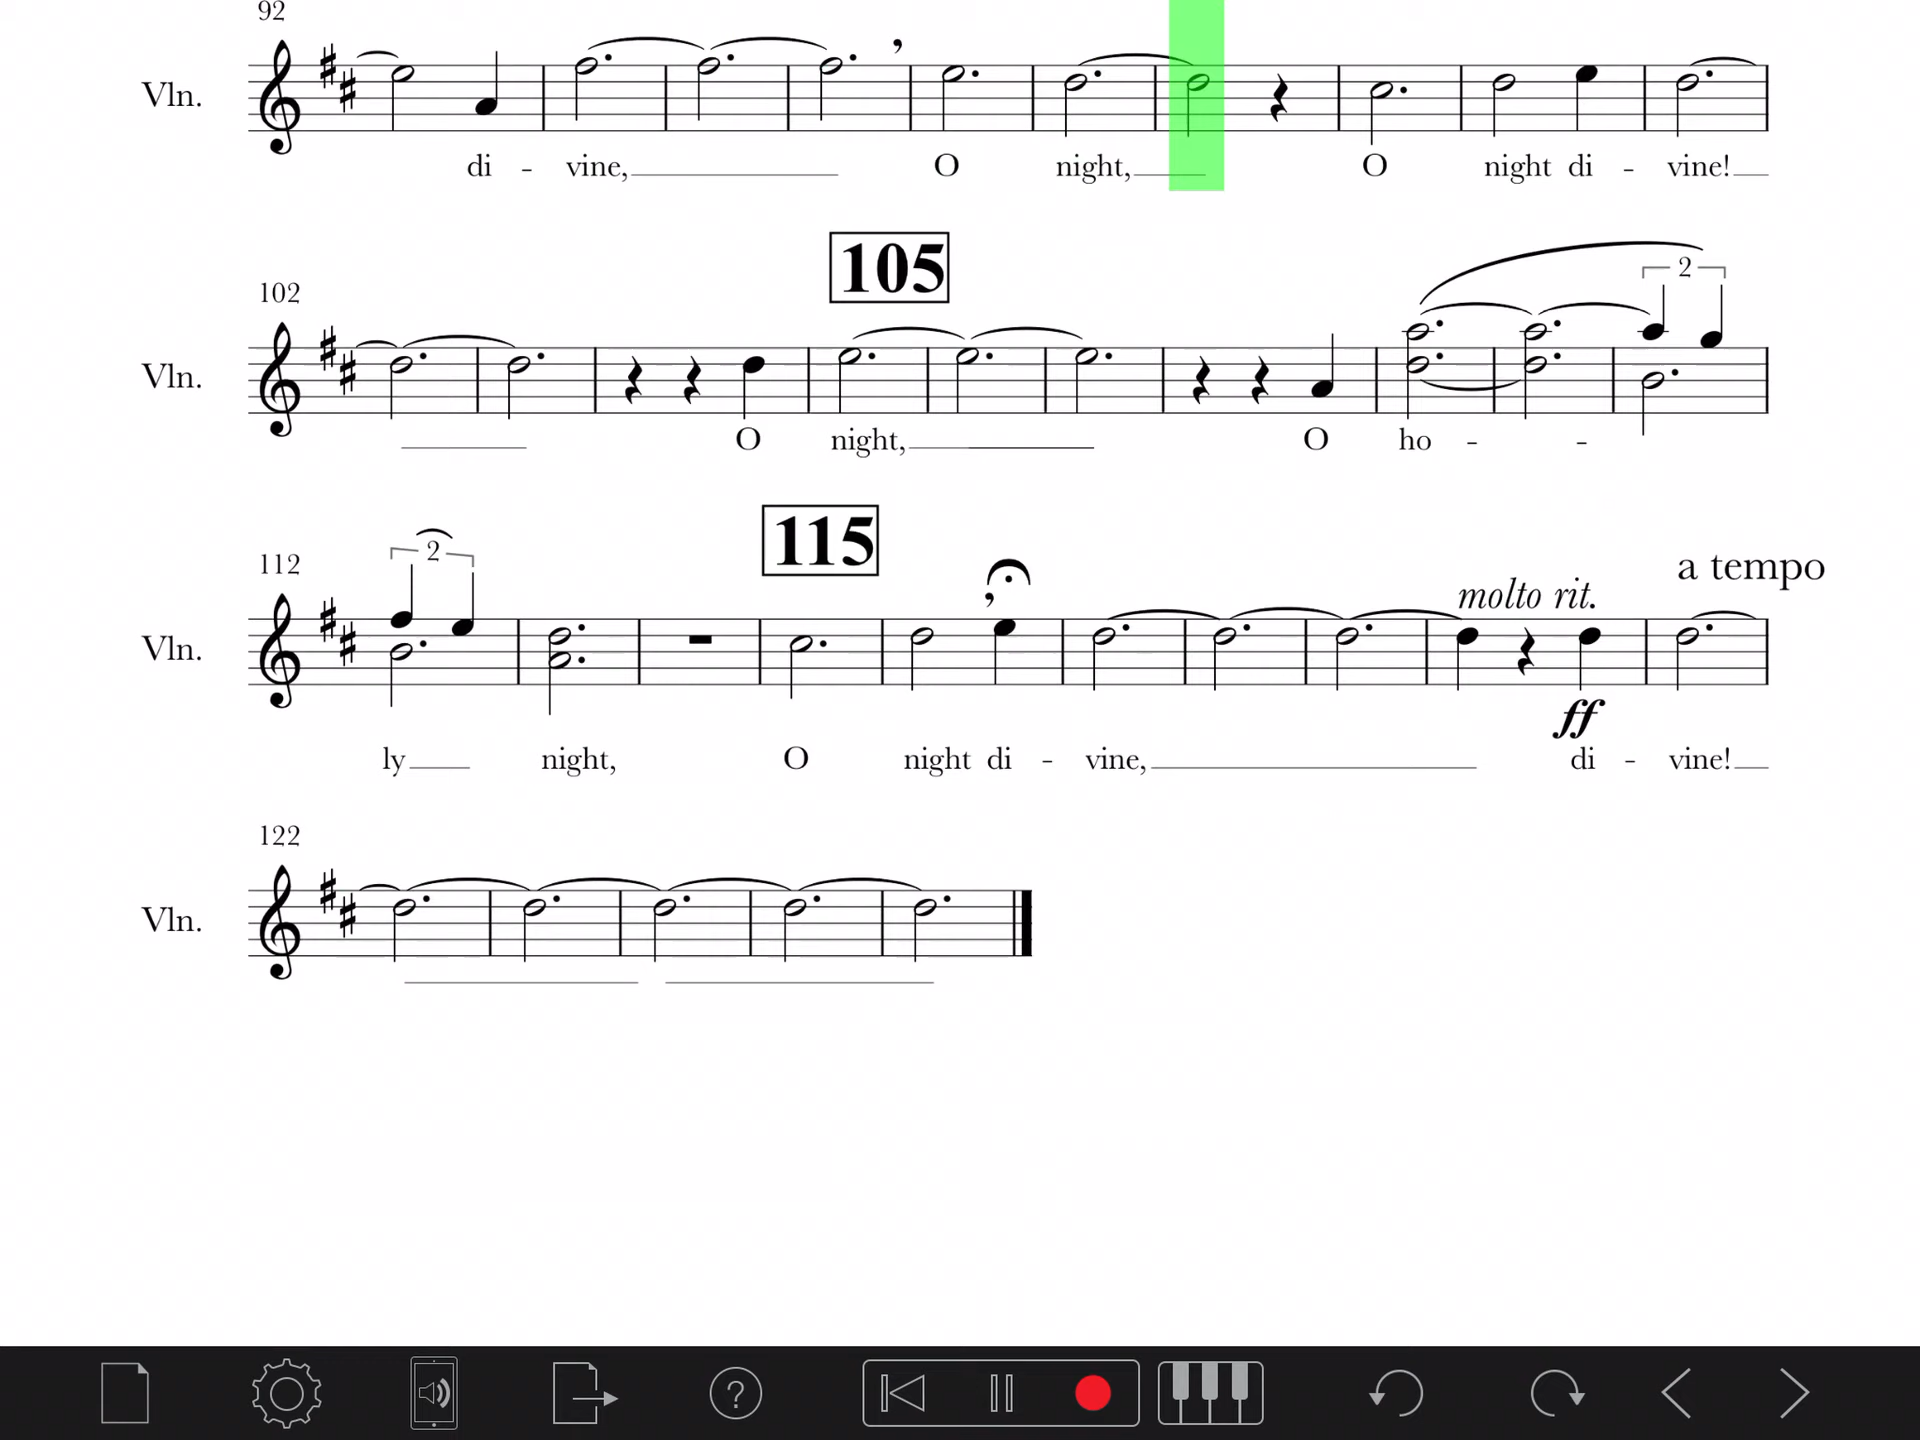 92
Vln.
di - vine, O night, O night di - vine!
105
102
2
Vln.
O night, O ho - -
115
112
2
a tempo
molto rit.
Vln.
ff
ly night, O night di - vine, di - vine!
122
Vln.
?